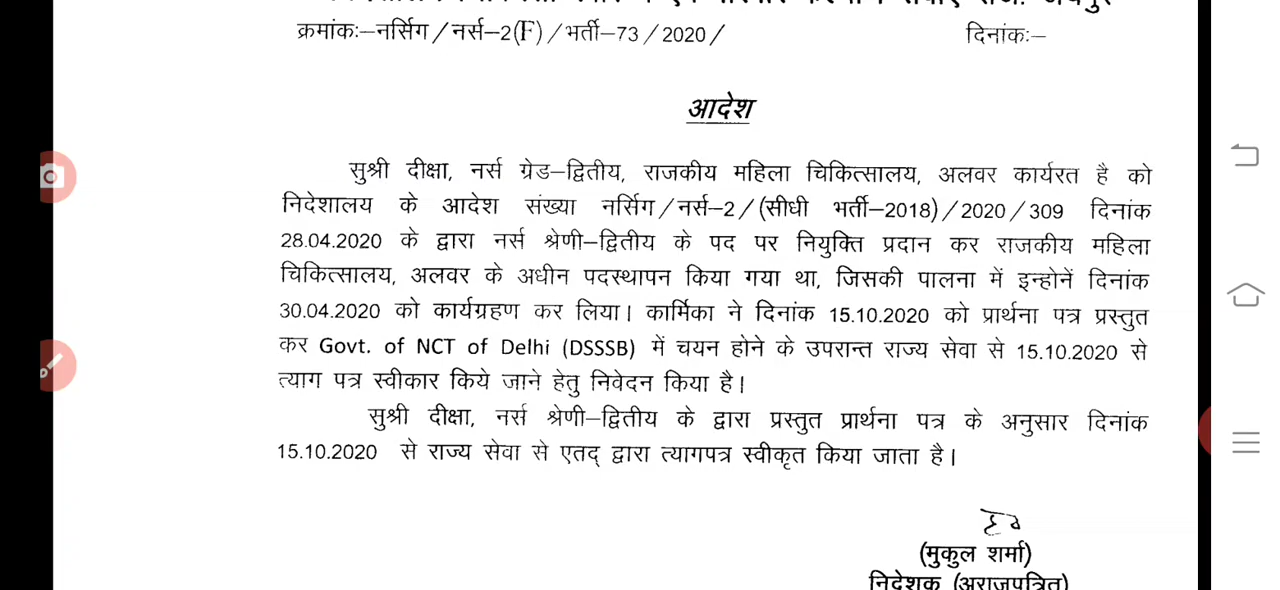 क्रमांकः–नर्सिग/नर्स–2(F)/भर्ती–73/2020/ दिनांकः–
आदेश
सुश्री दीक्षा, नर्स ग्रेड–द्वितीय, राजकीय महिला चिकित्सालय, अलवर कार्यरत है को
निदेशालय के आदेश संख्या नर्सिग/नर्स–2/(सीधी भर्ती–2018)/2020/309 दिनांक
28.04.2020 के द्वारा नर्स श्रेणी–द्वितीय के पद पर नियुक्ति प्रदान कर राजकीय महिला
चिकित्सालय, अलवर के अधीन पदस्थापन किया गया था, जिसकी पालना में इन्होनें दिनांक
30.04.2020 को कार्यग्रहण कर लिया। कार्मिका ने दिनांक 15.10.2020 को प्रार्थना पत्र प्रस्तुत
कर Govt. of NCT of Delhi (DSSSB) में चयन होने के उपरान्त राज्य सेवा से 15.10.2020 से
त्याग पत्र स्वीकार किये जाने हेतु निवेदन किया है।
सुश्री दीक्षा, नर्स श्रेणी–द्वितीय के द्वारा प्रस्तुत प्रार्थना पत्र के अनुसार दिनांक
15.10.2020 से राज्य सेवा से एतद् द्वारा त्यागपत्र स्वीकृत किया जाता है।
(मुकुल शर्मा)
निदेशक (अराजपत्रित)